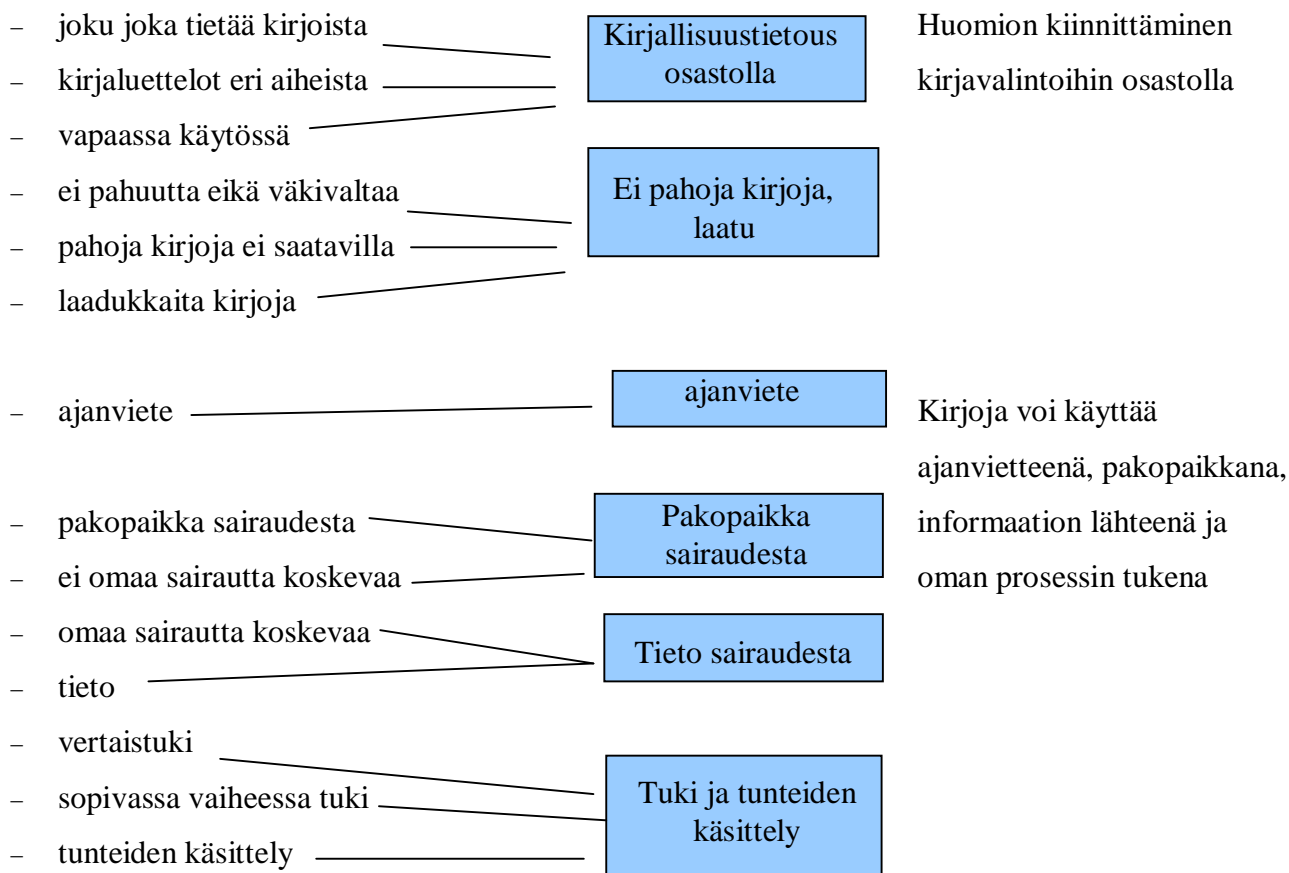 – joku joka tietää kirjoista
– kirjaluettelot eri aiheista
– vapaassa käytössä
– ei pahuutta eikä väkivaltaa
– pahoja kirjoja ei saatavilla
– laadukkaita kirjoja
– ajanviete
– pakopaikka sairaudesta
– ei omaa sairautta koskevaa
– omaa sairautta koskevaa
– tieto
– vertaistuki
– sopivassa vaiheessa tuki
– tunteiden käsittely
Kirjallisuustietous
osastolla
Ei pahoja kirjoja,
laatu
ajanviete
Pakopaikka
sairaudesta
Tieto sairaudesta
Tuki ja tunteiden
käsittely
Huomion kiinnittäminen
kirjavalintoihin osastolla
Kirjoja voi käyttää
ajanvietteenä, pakopaikkana,
informaation lähteenä ja
oman prosessin tukena